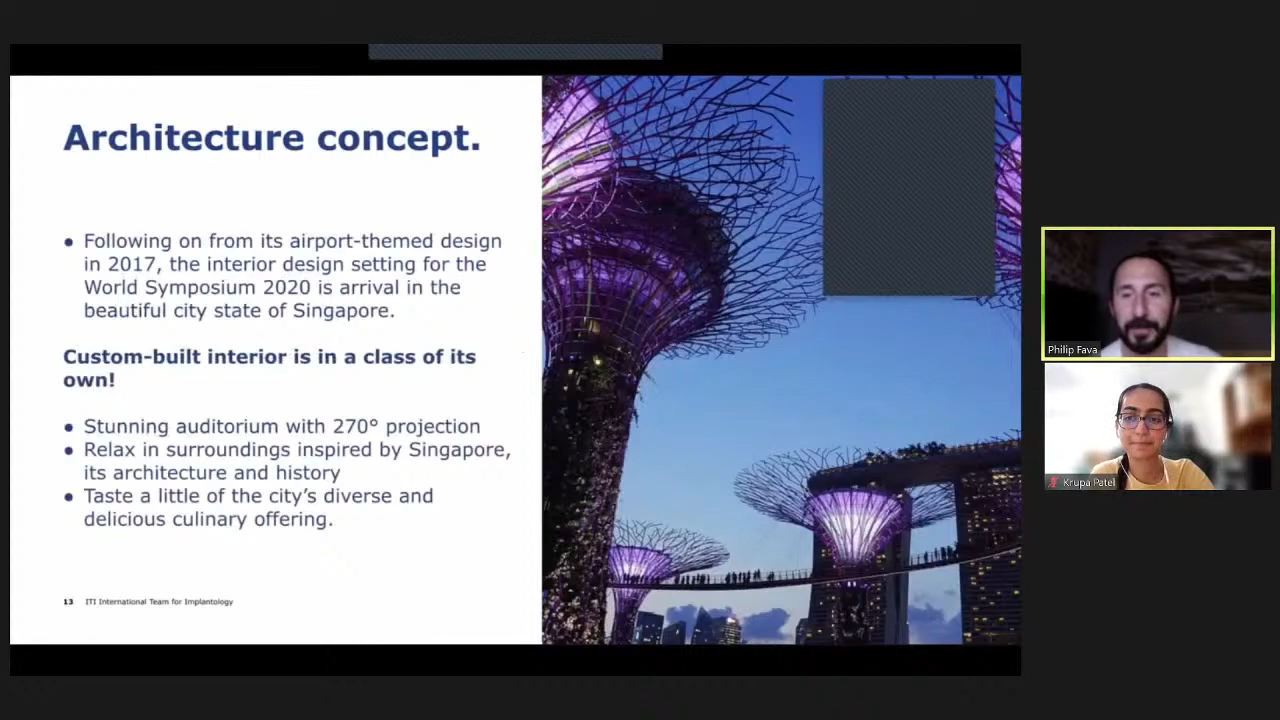 Architecture concept.
● Following on from its airport-themed design
in 2017, the interior design setting for the
World Symposium 2020 is arrival in the
beautiful city state of Singapore.
Custom-built interior is in a class of its
own!
● Stunning auditorium with 270° projection
● Relax in surroundings inspired by Singapore,
its architecture and history
● Taste a little of the city’s diverse and
delicious culinary offering.
13 ITI International Team for Implantology
Philip Fava
Krupa Patel